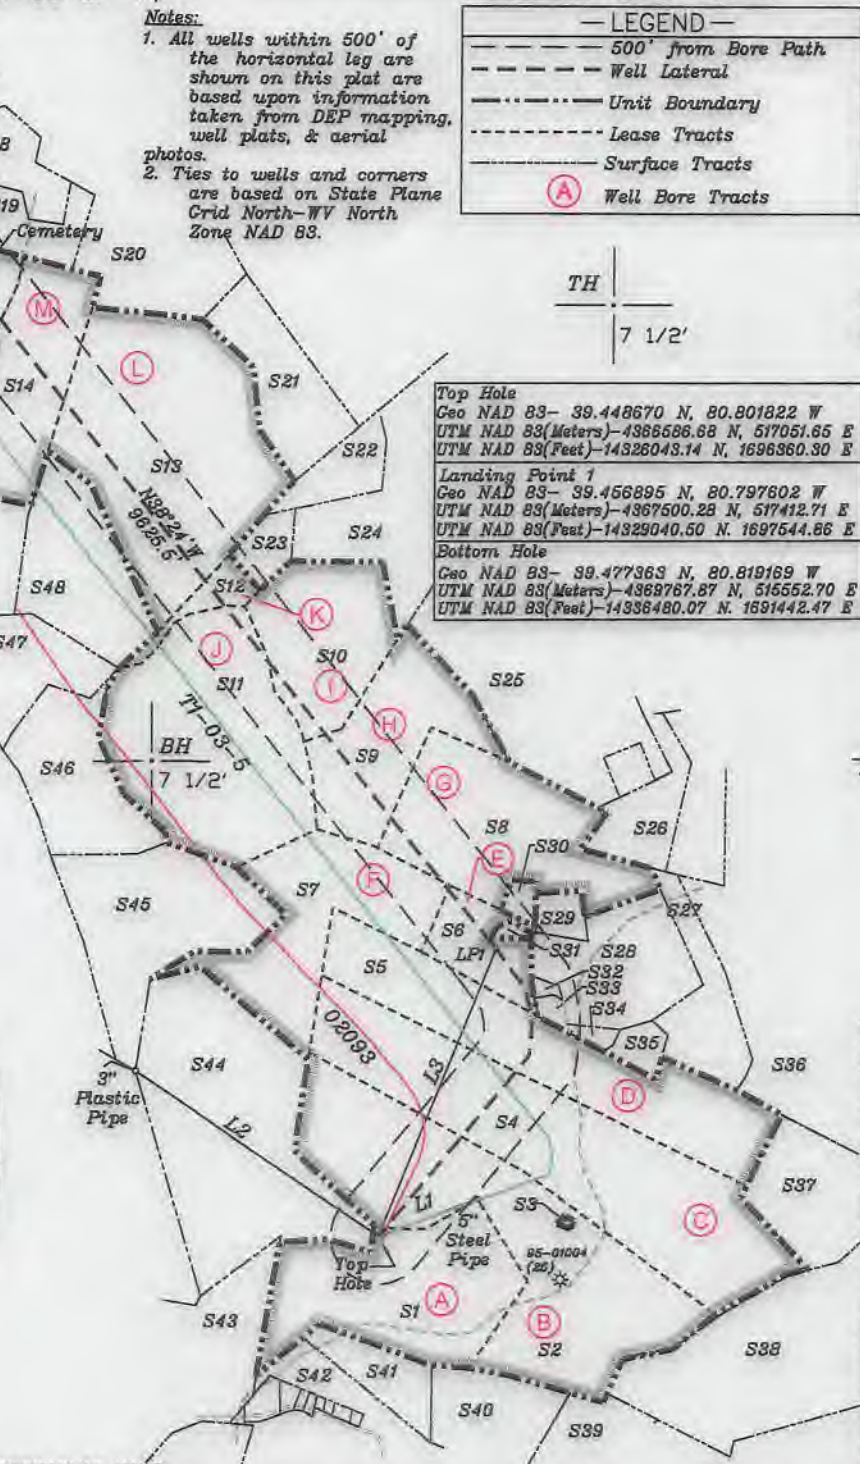 Notes:
1. All wells within 500' of
the horizontal leg are
shown on this plat are
based upon information
taken from DEP mapping,
well plats, & aerial
photos.
2. Ties to wells and corners
are based on State Plane
Grid North-WV North
Zone NAD 83.
— LEGEND —
500' from Bore Path
Well Lateral
Unit Boundary
Lease Tracts
Surface Tracts
A Well Bore Tracts
TH
7 1/2'
Top Hole
Geo NAD 83- 39.448670 N, 80.801822 W
UTM NAD 83(Meters)-4366586.68 N, 517051.65 E
UTM NAD 83(Feet)-14326043.14 N, 1696360.30 E
Landing Point 1
Geo NAD 83- 39.456895 N, 80.797602 W
UTM NAD 83(Meters)-4367500.28 N, 517412.71 E
UTM NAD 83(Feet)-14329040.50 N, 1697544.86 E
Bottom Hole
Geo NAD 83- 39.477363 N, 80.819169 W
UTM NAD 83(Meters)-4369767.87 N, 515552.70 E
UTM NAD 83(Feet)-14336480.07 N. 1691442.47 E
8
19
Cemetery
S20
M
L
S14
S21
S22
S13
N38°24'W
9625.5'
S23
S24
S48
S12
K
S47
J
S10
S11
I
S25
T1-03-5
H
BH
7 1/2'
S9
S46
G
S8
S26
S30
E
F
S7
S45
S29
S27
S6
LP1
S31
S28
S5
S32
S33
S34
02093
S35
S44
L3
S36
3"
Plastic
Pipe
D
L2
S4
S37
L1
S3
C
5"
Steel
Pipe
Top
Hole
95-01004
(26)
A
S1
B
S2
S43
S38
S42
S41
S40
S39